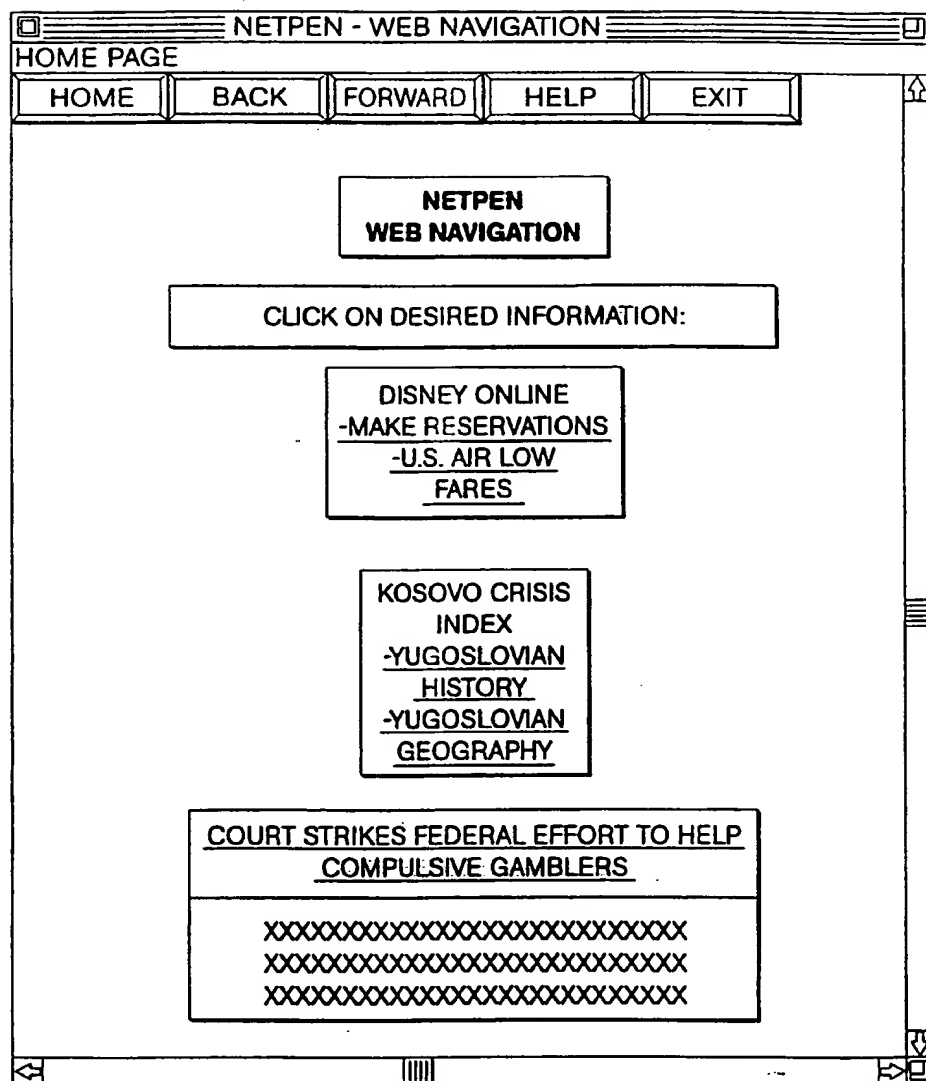 NETPEN - WEB NAVIGATION
HOME PAGE
HOME BACK FORWARD HELP EXIT
NETPEN
WEB NAVIGATION
CLICK ON DESIRED INFORMATION:
DISNEY ONLINE
-MAKE RESERVATIONS
-U.S. AIR LOW
FARES
KOSOVO CRISIS
INDEX
-YUGOSLOVIAN
HISTORY
-YUGOSLOVIAN
GEOGRAPHY
COURT STRIKES FEDERAL EFFORT TO HELP
COMPULSIVE GAMBLERS
XXXXXXXXXXXXXXXXXXXXXXXXXXX
XXXXXXXXXXXXXXXXXXXXXXXXXXX
XXXXXXXXXXXXXXXXXXXXXXXXXXX